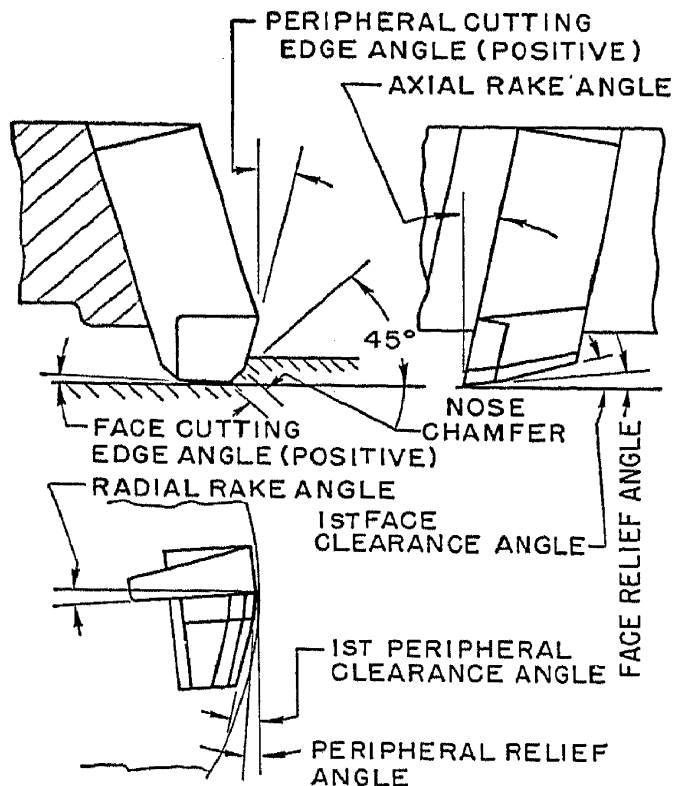 PERIPHERAL CUTTING
EDGE ANGLE (POSITIVE)
AXIAL RAKE ANGLE
45°
NOSE
CHAMFER
FACE CUTTING
EDGE ANGLE (POSITIVE)
RADIAL RAKE ANGLE
1ST FACE
CLEARANCE ANGLE
FACE RELIEF ANGLE
1ST PERIPHERAL
CLEARANCE ANGLE
PERIPHERAL RELIEF
ANGLE